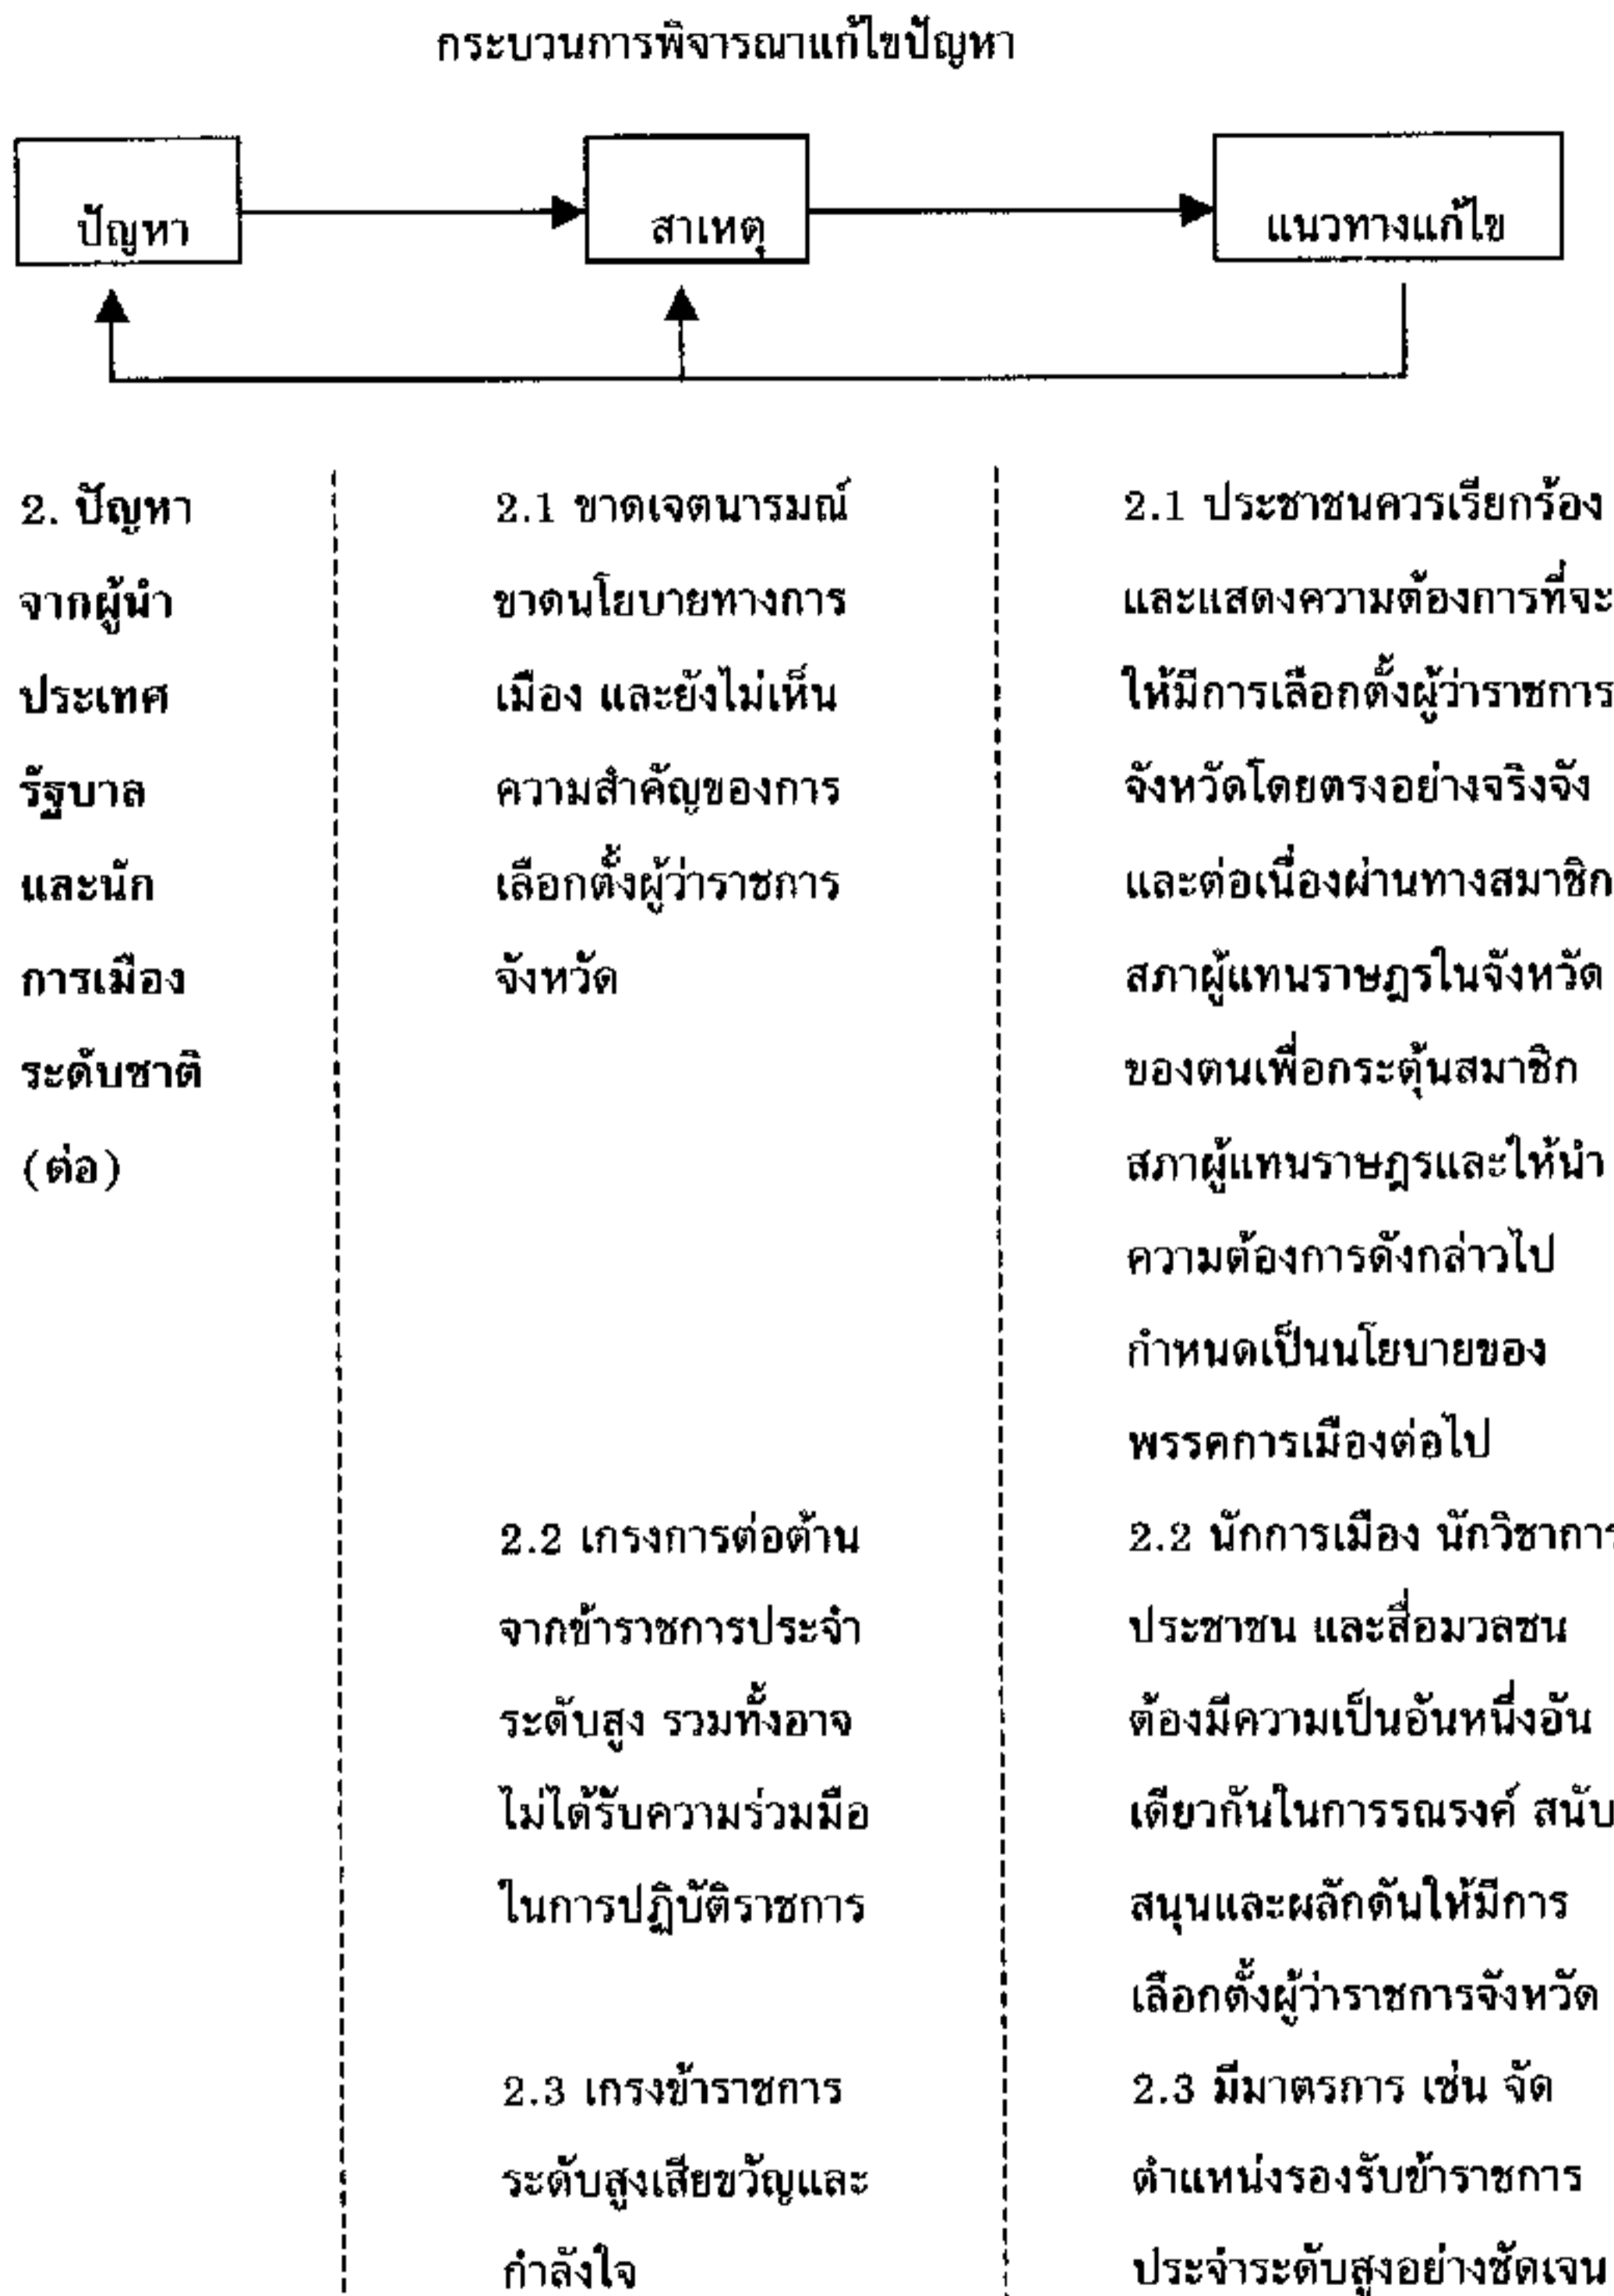 กระบวนการพิจารณาแก้ไขปัญหา
ปัญหา
สาเหตุ
แนวทางแก้ไข
2. ปัญหา
จากผู้นำ
ประเทศ
รัฐบาล
และนัก
การเมือง
ระดับชาติ
(ต่อ)
2.1 ขาดเจตนารมณ์
ขาดนโยบายทางการ
เมือง และยังไม่เห็น
ความสำคัญของการ
เลือกตั้งผู้ว่าราชการ
จังหวัด
2.1 ประชาชนควรเรียกร้อง
และแสดงความต้องการที่จะ
ให้มีการเลือกตั้งผู้ว่าราชการ
จังหวัดโดยตรงอย่างจริงจัง
และต่อเนื่องผ่านทางสมาชิก
สภาผู้แทนราษฎรในจังหวัด
ของตนเพื่อกระตุ้นสมาชิก
สภาผู้แทนราษฎรและให้นำ
ความต้องการดังกล่าวไป
กำหนดเป็นนโยบายของ
พรรคการเมืองต่อไป
2.2 เกรงการต่อต้าน
จากข้าราชการประจำ
ระดับสูง รวมทั้งอาจ
ไม่ได้รับความร่วมมือ
ในการปฏิบัติราชการ
2.2 นักการเมือง นักวิชาการ
ประชาชน และสื่อมวลชน
ต้องมีความเป็นอันหนึ่งอัน
เดียวกันในการรณรงค์ สนับ
สนุนและผลักดันให้มีการ
เลือกตั้งผู้ว่าราชการจังหวัด
2.3 เกรงข้าราชการ
ระดับสูงเสียขวัญและ
กำลังใจ
2.3 มีมาตรการ เช่น จัด
ตำแหน่งรองรับข้าราชการ
ประจำระดับสูงอย่างชัดเจน